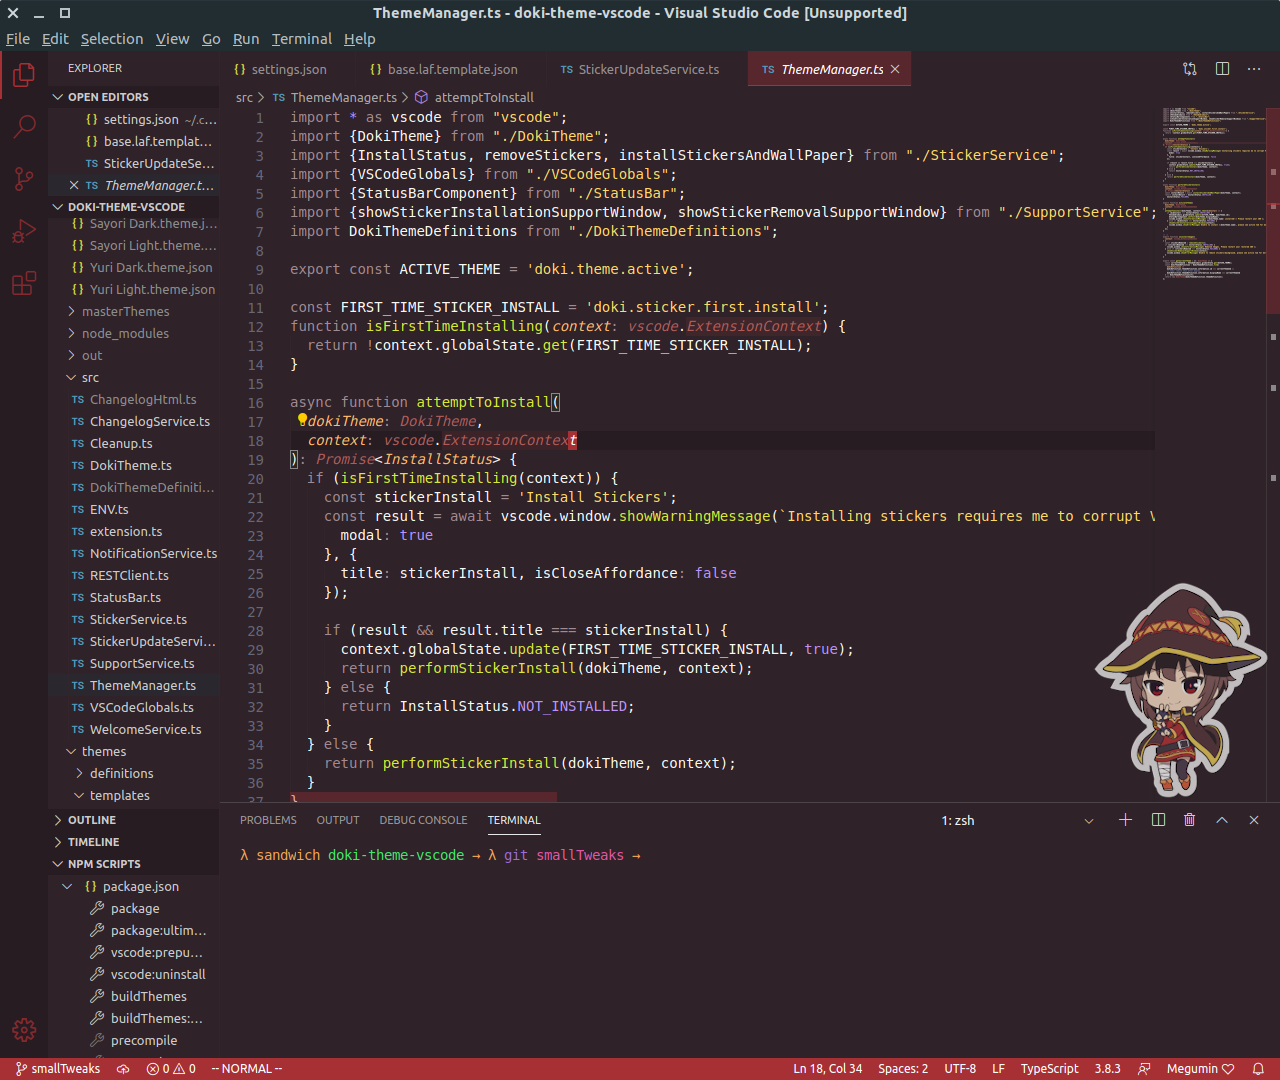 ThemeManager.ts - doki-theme-vscode - Visual Studio Code [Unsupported]
File Edit Selection View Go Run Terminal Help
EXPLORER
OPEN EDITORS
{} settings.json ~/.c...
{} base.laf.templat...
TS StickerUpdateSe...
TS ThemeManager.t...
DOKI-THEME-VSCODE
{} Sayori Dark.theme.j...
{} Sayori Light.theme....
{} Yuri Dark.theme.json
{} Yuri Light.theme.json
masterThemes
node_modules
out
src
TS ChangelogHtml.ts
TS ChangelogService.ts
TS Cleanup.ts
TS DokiTheme.ts
TS DokiThemeDefiniti...
TS ENV.ts
TS extension.ts
TS NotificationService.ts
TS RESTClient.ts
TS StatusBar.ts
TS StickerService.ts
TS StickerUpdateServi...
TS SupportService.ts
TS ThemeManager.ts
TS VSCodeGlobals.ts
TS WelcomeService.ts
themes
definitions
templates
OUTLINE
TIMELINE
NPM SCRIPTS
{} package.json
package
package:ultim...
vscode:prepu...
vscode:uninstall
buildThemes
buildThemes:...
precompile
{} settings.json {} base.laf.template.json TS StickerUpdateService.ts TS ThemeManager.ts
src > TS ThemeManager.ts > attemptToInstall
1 import * as vscode from "vscode";
2 import {DokiTheme} from "./DokiTheme";
3 import {InstallStatus, removeStickers, installStickersAndWallPaper} from "./StickerService";
4 import {VSCodeGlobals} from "./VSCodeGlobals";
5 import {StatusBarComponent} from "./StatusBar";
6 import {showStickerInstallationSupportWindow, showStickerRemovalSupportWindow} from "./SupportService";
7 import DokiThemeDefinitions from "./DokiThemeDefinitions";
8
9 export const ACTIVE_THEME = 'doki.theme.active';
10
11 const FIRST_TIME_STICKER_INSTALL = 'doki.sticker.first.install';
12 function isFirstTimeInstalling(context: vscode.ExtensionContext) {
13 return !context.globalState.get(FIRST_TIME_STICKER_INSTALL);
14 }
15
16 async function attemptToInstall(
17 dokiTheme: DokiTheme,
18 context: vscode.ExtensionContext
19 ): Promise<InstallStatus> {
20 if (isFirstTimeInstalling(context)) {
21 const stickerInstall = 'Install Stickers';
22 const result = await vscode.window.showWarningMessage(`Installing stickers requires me to corrupt V
23 modal: true
24 }, {
25 title: stickerInstall, isCloseAffordance: false
26 });
27
28 if (result && result.title === stickerInstall) {
29 context.globalState.update(FIRST_TIME_STICKER_INSTALL, true);
30 return performStickerInstall(dokiTheme, context);
31 } else {
32 return InstallStatus.NOT_INSTALLED;
33 }
34 } else {
35 return performStickerInstall(dokiTheme, context);
36 }
37 }
PROBLEMS OUTPUT DEBUG CONSOLE TERMINAL 1: zsh
λ sandwich doki-theme-vscode → λ git smallTweaks →
smallTweaks 0 0 -- NORMAL -- Ln 18, Col 34 Spaces: 2 UTF-8 LF TypeScript 3.8.3 Megumin ♡